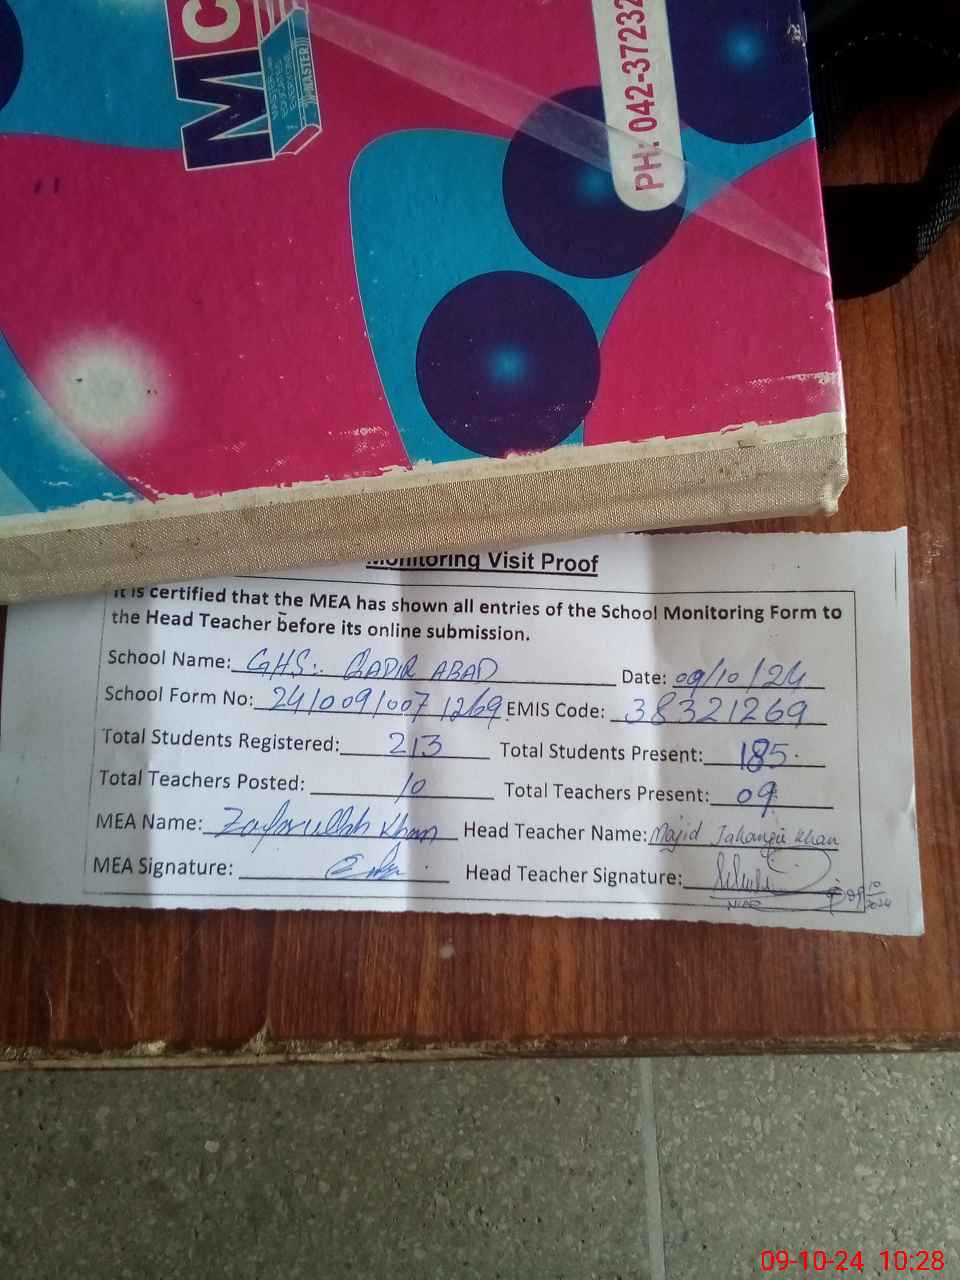 MC
MASTER
PH: 042-37232
Monitoring Visit Proof
It is certified that the MEA has shown all entries of the School Monitoring Form to
the Head Teacher before its online submission.
School Name: GHS: QADIR ABAD Date: 09/10/24
School Form No: 24/009/007 1269 EMIS Code: 38321269
Total Students Registered: 213 Total Students Present: 185
Total Teachers Posted: 10 Total Teachers Present: 09
MEA Name: Zafarullah Khan Head Teacher Name: Majid Jahangir Khan
MEA Signature: Head Teacher Signature:
09-10-24 10:28